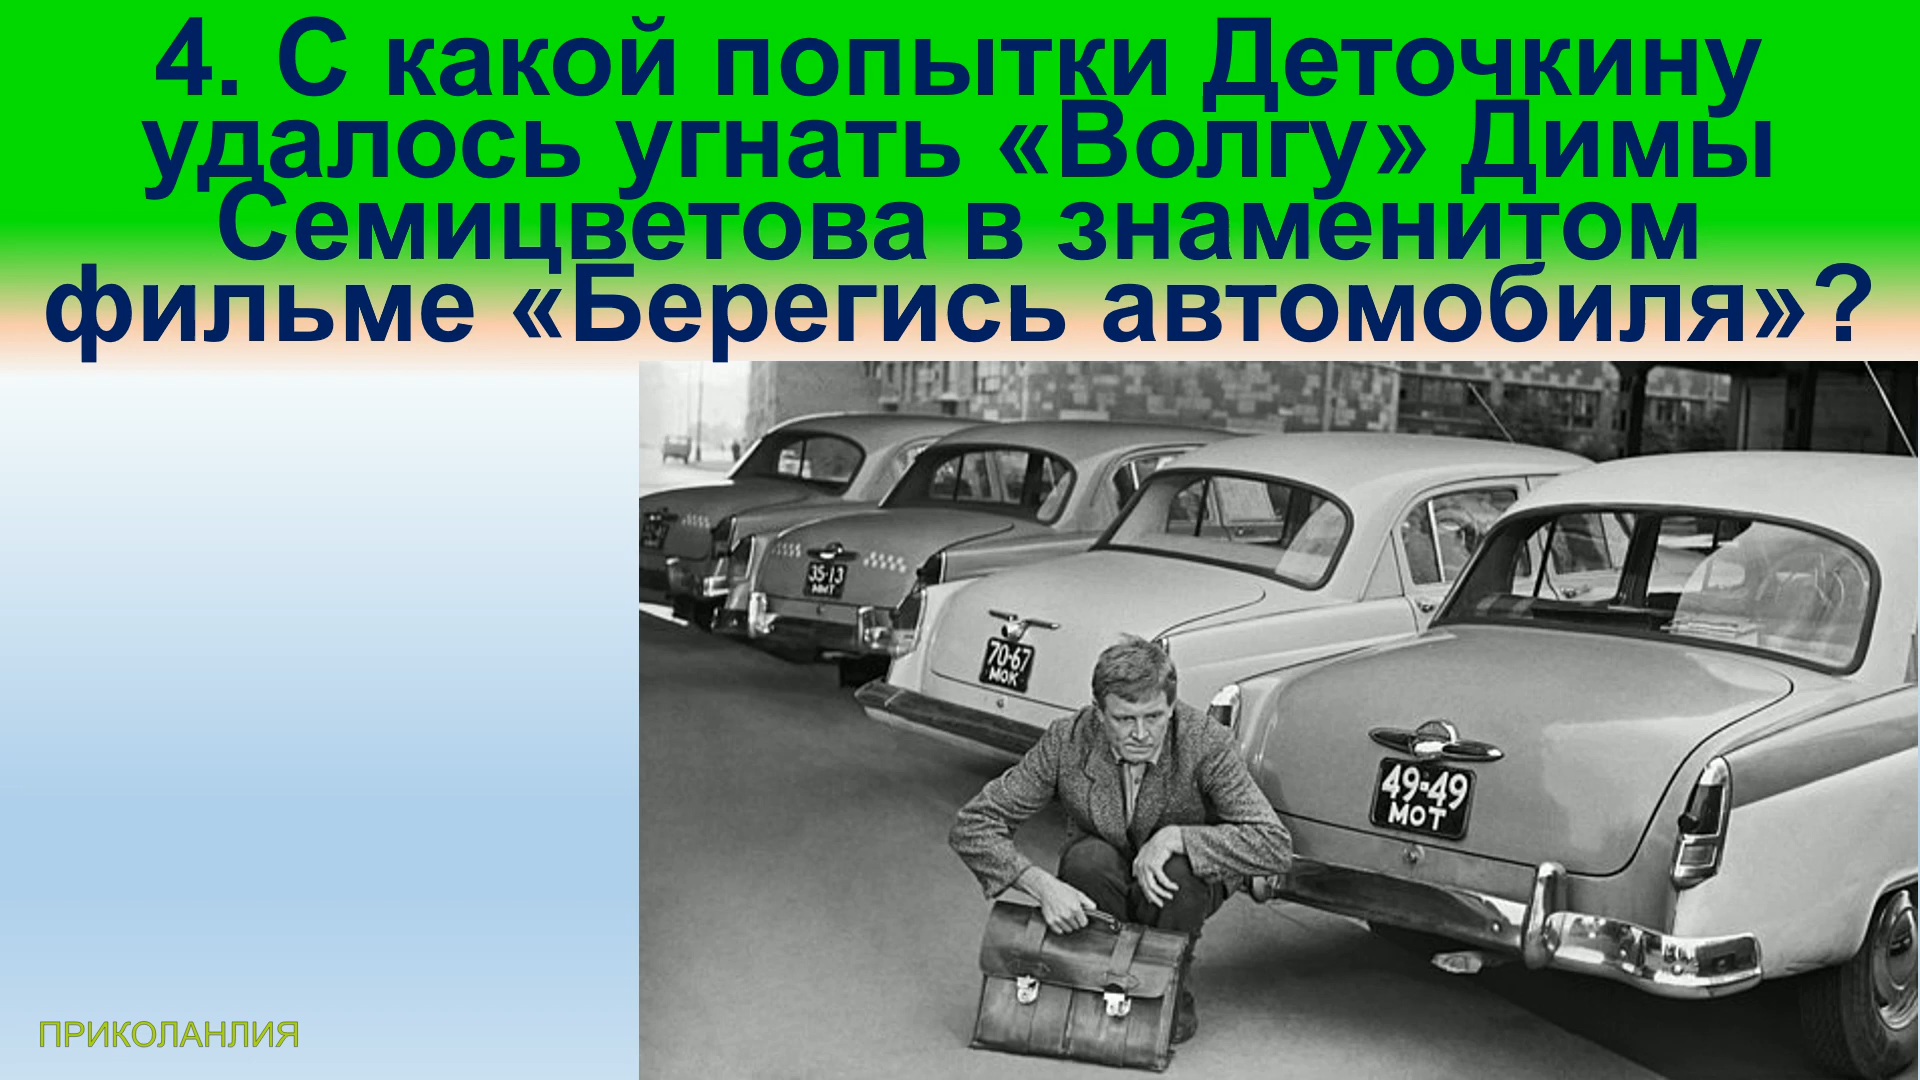 4. С какой попытки Деточкину
удалось угнать «Волгу» Димы
Семицветова в знаменитом
фильме «Берегись автомобиля»?
35-13
ММТ
70-67
МОК
49-49
МОТ
ПРИКОЛАНЛИЯ